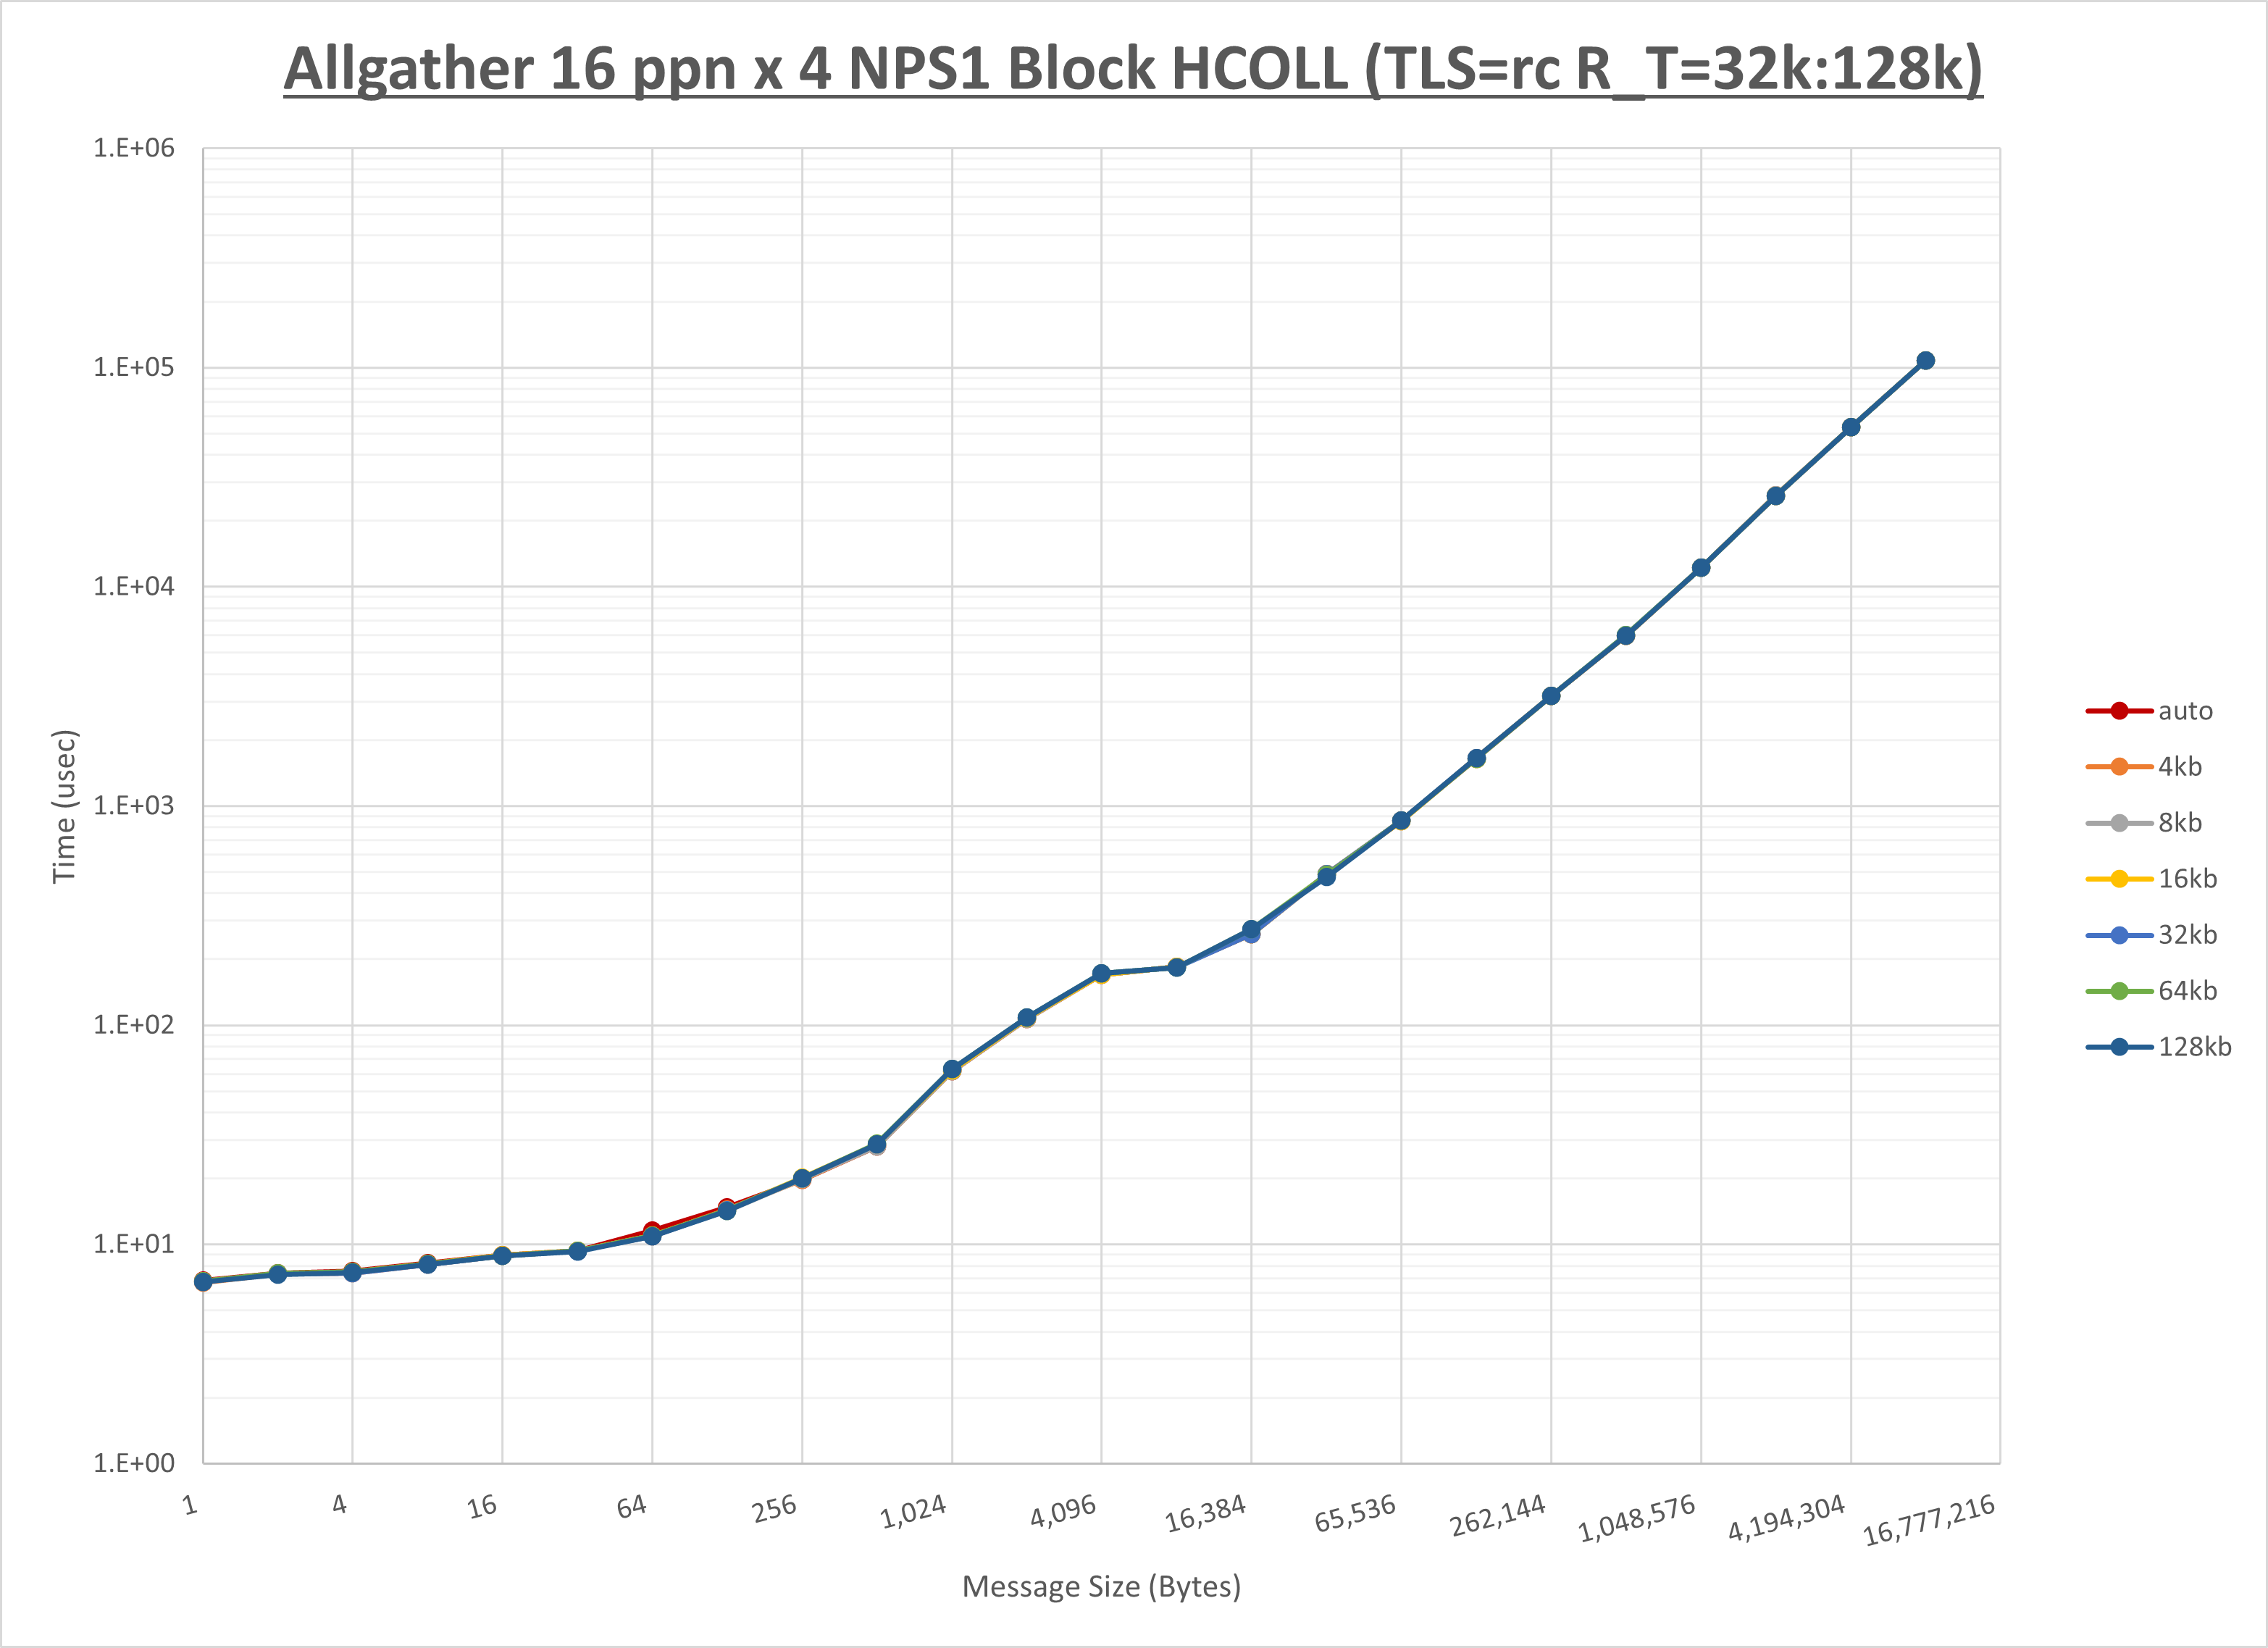 Allgather 16 ppn x 4 NPS1 Block HCOLL (TLS=rc R_T=32k:128k)
1.E+06
1.E+05
1.E+04
1.E+03
1.E+02
1.E+01
1.E+00
Time (usec)
1 4 16 64 256 1,024 4,096 16,384 65,536 262,144 1,048,576 4,194,304 16,777,216
Message Size (Bytes)
auto
4kb
8kb
16kb
32kb
64kb
128kb